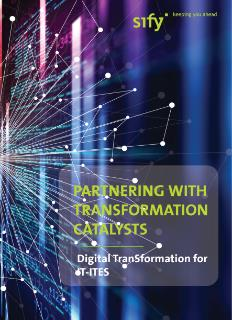 sify
keeping you ahead
PARTNERING WITH
TRANSFORMATION
CATALYSTS
Digital TranSformation for
IT-ITES